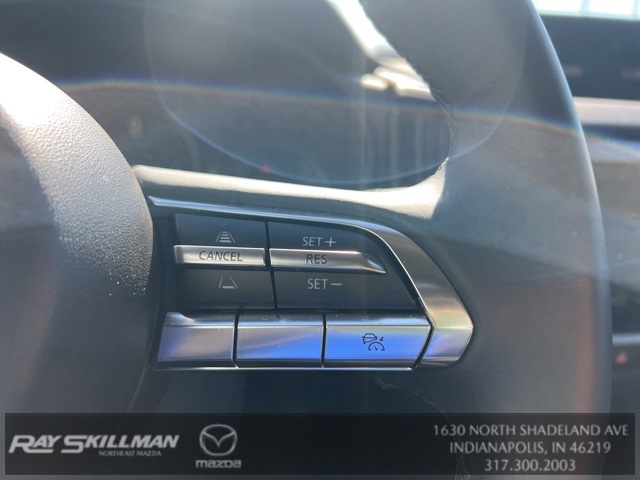 SET+
CANCEL RES
SET-
RAY SKILLMAN
NORTHEAST MAZDA
mazda
1630 NORTH SHADELAND AVE
INDIANAPOLIS, IN 46219
317.300.2003